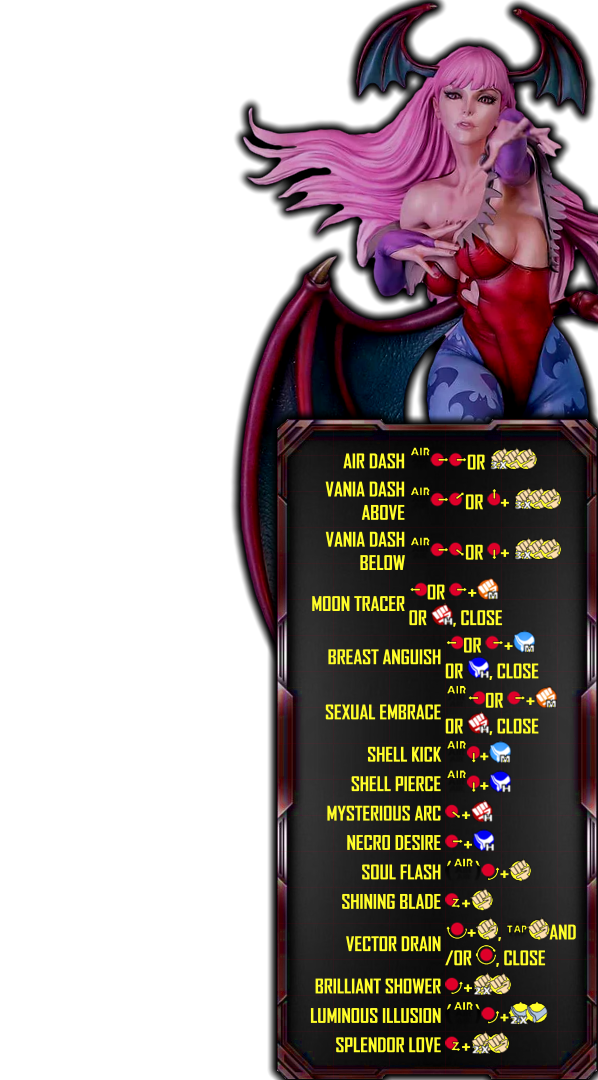 AIR DASH AIR OR 3X
VANIA DASH AIR OR + 3X
ABOVE
VANIA DASH AIR OR + 3X
BELOW
MOON TRACER OR + M
OR H, CLOSE
BREAST ANGUISH OR + M
OR H, CLOSE
SEXUAL EMBRACE AIR OR + M
OR H, CLOSE
SHELL KICK AIR + M
SHELL PIERCE AIR + H
MYSTERIOUS ARC + H
NECRO DESIRE + H
SOUL FLASH (AIR) +
SHINING BLADE Z +
VECTOR DRAIN + , TAP AND
/OR , CLOSE
BRILLIANT SHOWER + 2X
LUMINOUS ILLUSION (AIR) + 2X
SPLENDOR LOVE Z + 2X